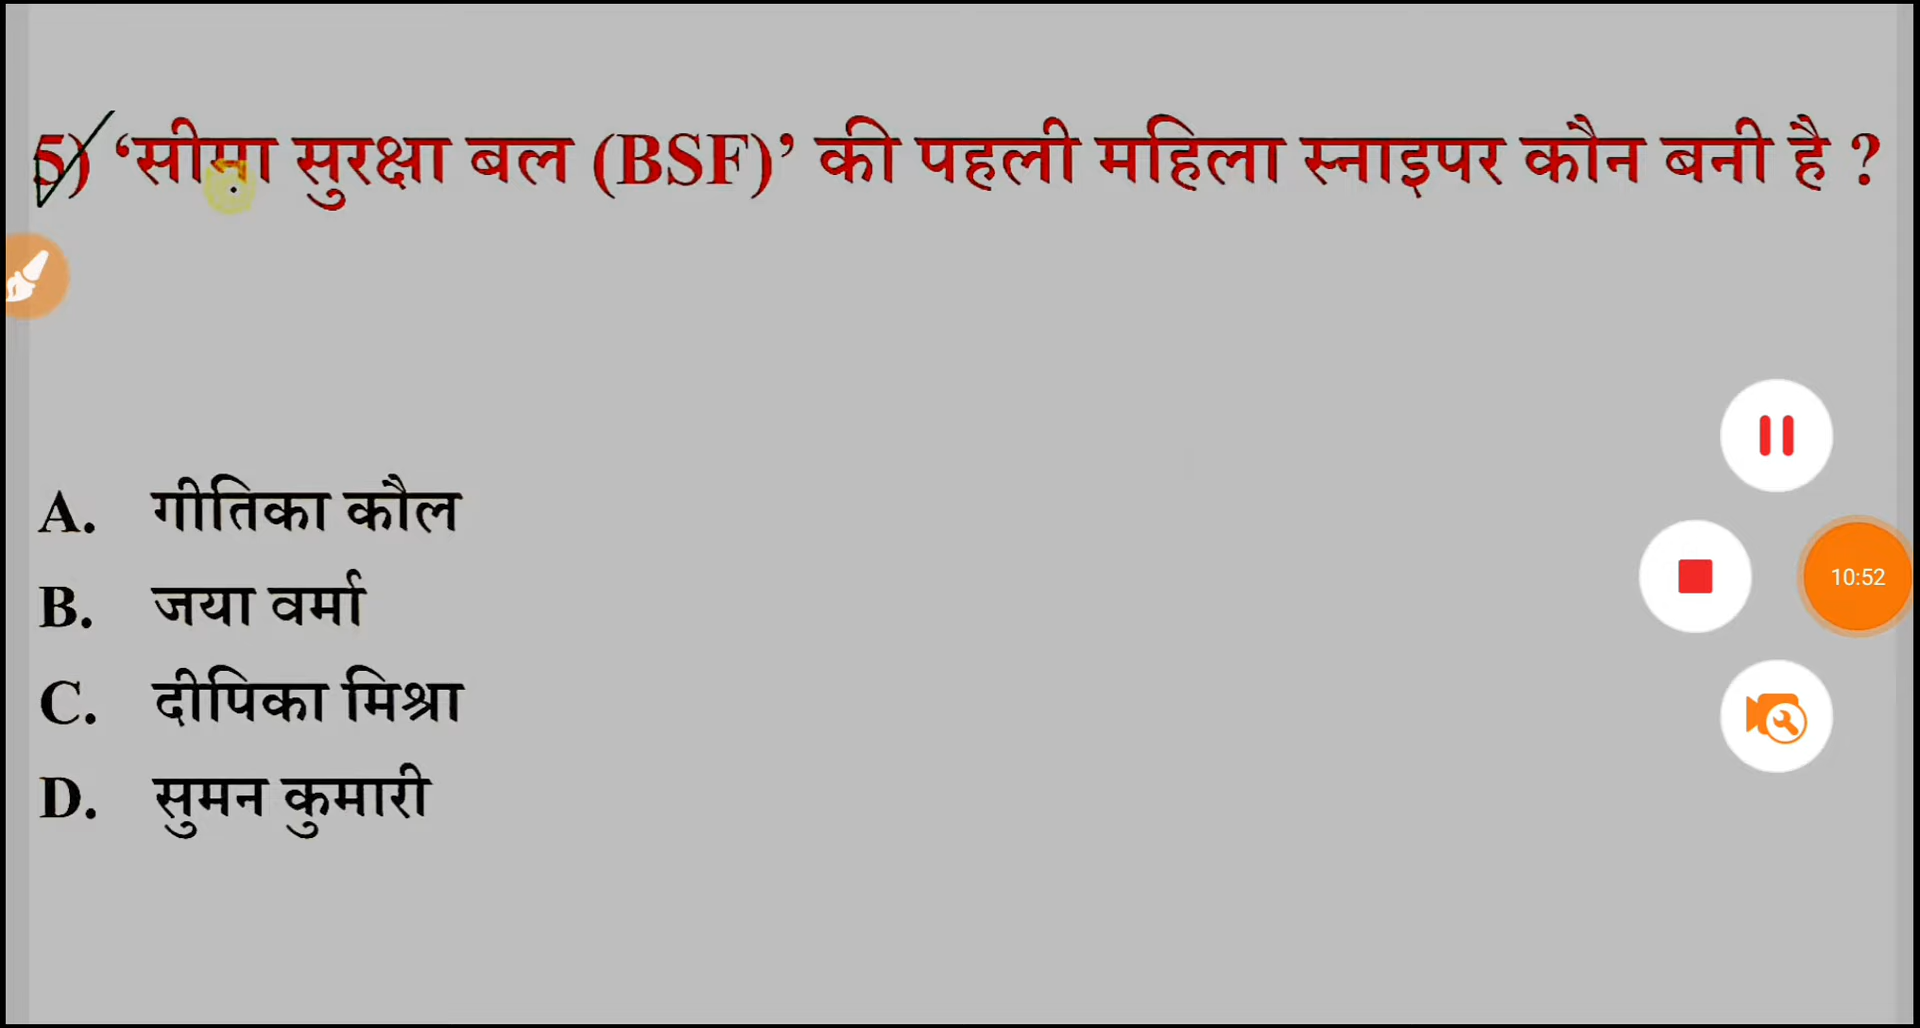 5) ‘सीमा सुरक्षा बल (BSF)’ की पहली महिला स्नाइपर कौन बनी है ?
A. गीतिका कौल
B. जया वर्मा
10:52
C. दीपिका मिश्रा
D. सुमन कुमारी